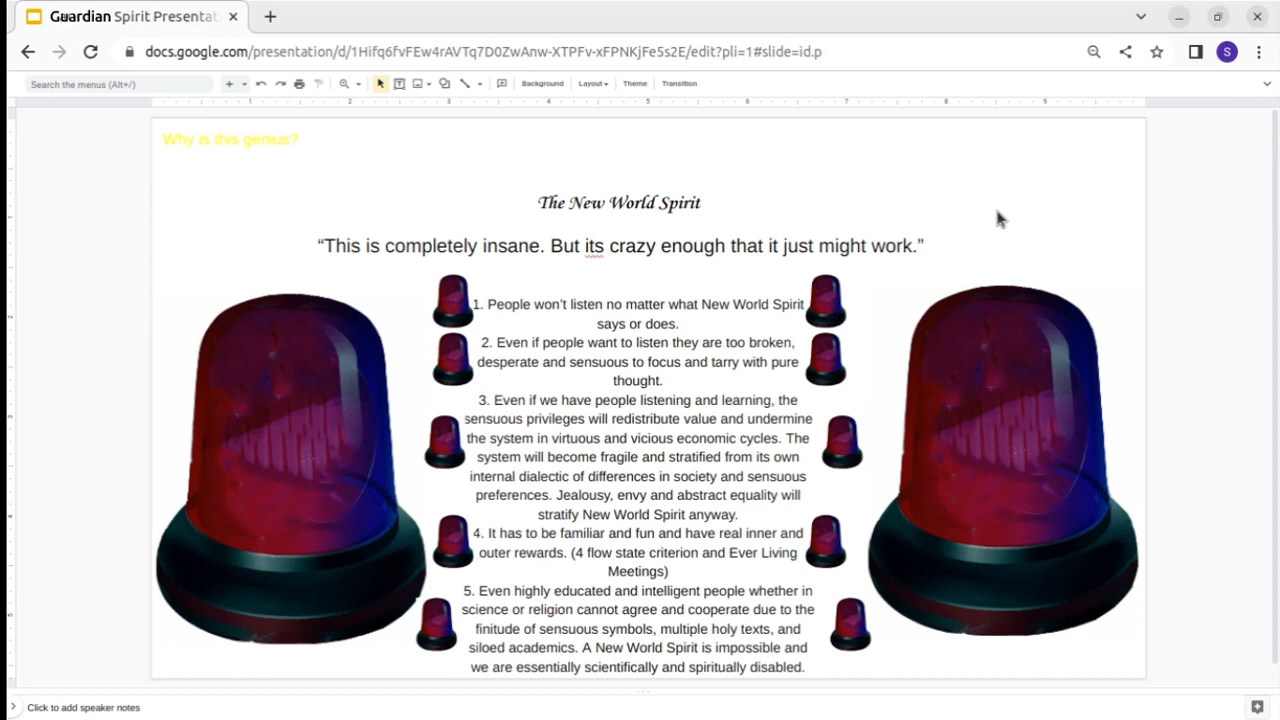 Guardian Spirit Presentat
docs.google.com/presentation/d/1Hifq6fvFEw4rAVTq7D0ZwAnw-XTPFv-xFPNKjFe5s2E/edit?pli=1#slide=id.p
S
Search the menus (Alt+/)
Background Layout Theme Transition
1 2 3 4 5 6 7 8 9
Why is this genius?
The New World Spirit
“This is completely insane. But its crazy enough that it just might work.”
1. People won’t listen no matter what New World Spirit
says or does.
2. Even if people want to listen they are too broken,
desperate and sensuous to focus and tarry with pure
thought.
3. Even if we have people listening and learning, the
sensuous privileges will redistribute value and undermine
the system in virtuous and vicious economic cycles. The
system will become fragile and stratified from its own
internal dialectic of differences in society and sensuous
preferences. Jealousy, envy and abstract equality will
stratify New World Spirit anyway.
4. It has to be familiar and fun and have real inner and
outer rewards. (4 flow state criterion and Ever Living
Meetings)
5. Even highly educated and intelligent people whether in
science or religion cannot agree and cooperate due to the
finitude of sensuous symbols, multiple holy texts, and
siloed academics. A New World Spirit is impossible and
we are essentially scientifically and spiritually disabled.
Click to add speaker notes